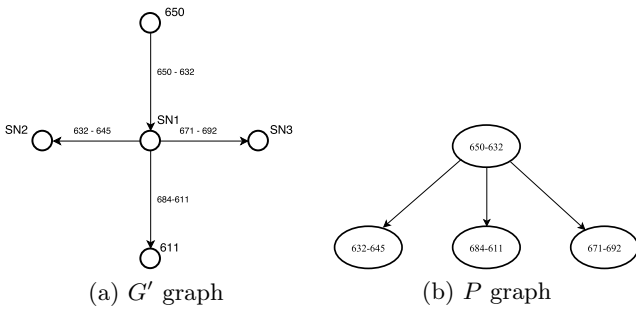 650
650 - 632
SN1
SN2
632 - 645
671 - 692
SN3
684-611
611
(a) G′ graph
650-632
632-645
684-611
671-692
(b) P graph